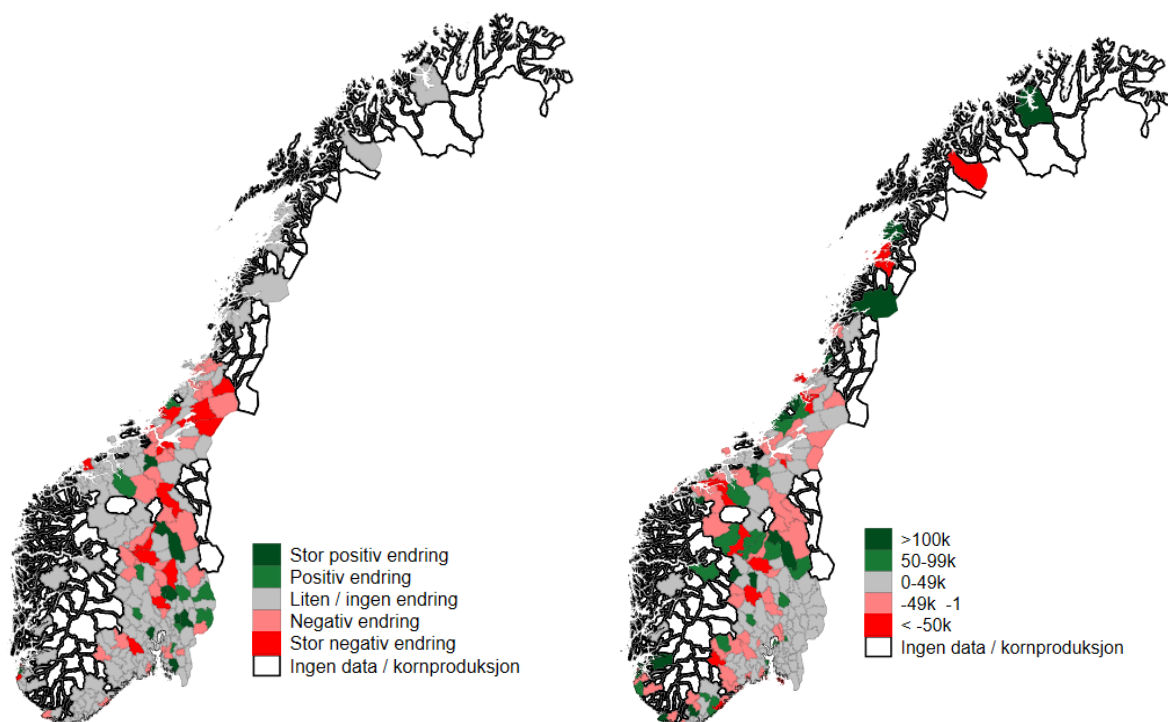 Stor positiv endring
Positiv endring
Liten / ingen endring
Negativ endring
Stor negativ endring
Ingen data / kornproduksjon
>100k
50-99k
0-49k
-49k -1
< -50k
Ingen data / kornproduksjon